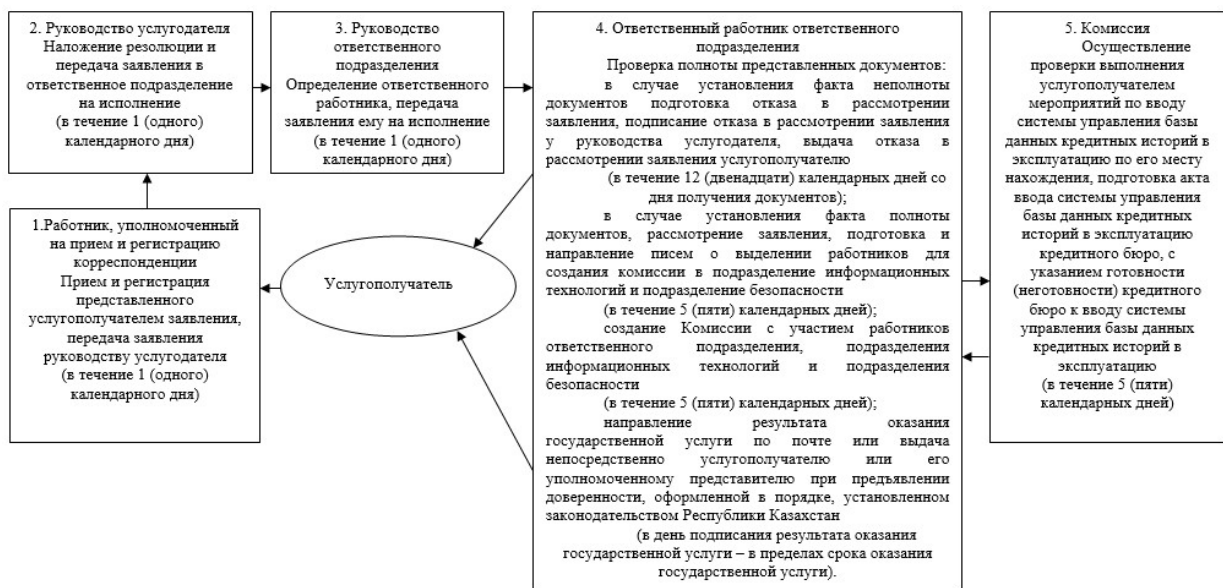 2. Руководство услугодателя
Наложение резолюции и
передача заявления в
ответственное подразделение
на исполнение
(в течение 1 (одного)
календарного дня)
3. Руководство
ответственного
подразделения
Определение ответственного
работника, передача
заявления ему на исполнение
(в течение 1 (одного)
календарного дня)
4. Ответственный работник ответственного
подразделения
Проверка полноты представленных документов:
в случае установления факта неполноты
документов подготовка отказа в рассмотрении
заявления, подписание отказа в рассмотрении заявления
у руководства услугодателя, выдача отказа в
рассмотрении заявления услугополучателю
(в течение 12 (двенадцати) календарных дней со
дня получения документов);
в случае установления факта полноты
документов, рассмотрение заявления, подготовка и
направление писем о выделении работников для
создания комиссии в подразделение информационных
технологий и подразделение безопасности
(в течение 5 (пяти) календарных дней);
создание Комиссии с участием работников
ответственного подразделения, подразделения
информационных технологий и подразделения
безопасности
(в течение 5 (пяти) календарных дней);
направление результата оказания
государственной услуги по почте или выдача
непосредственно услугополучателю или его
уполномоченному представителю при предъявлении
доверенности, оформленной в порядке, установленном
законодательством Республики Казахстан
(в день подписания результата оказания
государственной услуги – в пределах срока оказания
государственной услуги).
5. Комиссия
Осуществление
проверки выполнения
услугополучателем
мероприятий по вводу
системы управления базы
данных кредитных историй в
эксплуатацию по его месту
нахождения, подготовка акта
ввода системы управления
базы данных кредитных
историй в эксплуатацию
кредитного бюро, с
указанием готовности
(неготовности) кредитного
бюро к вводу системы
управления базы данных
кредитных историй в
эксплуатацию
(в течение 5 (пяти)
календарных дней)
1.Работник, уполномоченный
на прием и регистрацию
корреспонденции
Прием и регистрация
представленного
услугополучателем заявления,
передача заявления
руководству услугодателя
(в течение 1 (одного)
календарного дня)
Услугополучатель